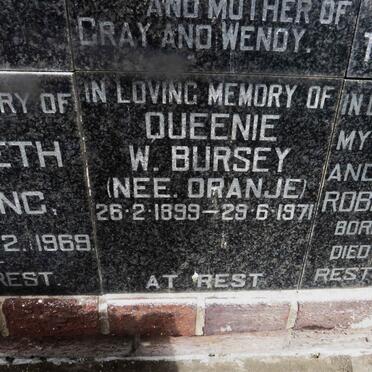 AND MOTHER OF
CRAY AND WENDY.
RY OF
ETH
NC.
2. 1969.
REST.
IN LOVING MEMORY OF
QUEENIE
W. BURSEY
(NEE. ORANJE)
26·2·1899—29·6·1971
AT REST
IN
MY
AND
ROB
BOR
DIED
REST